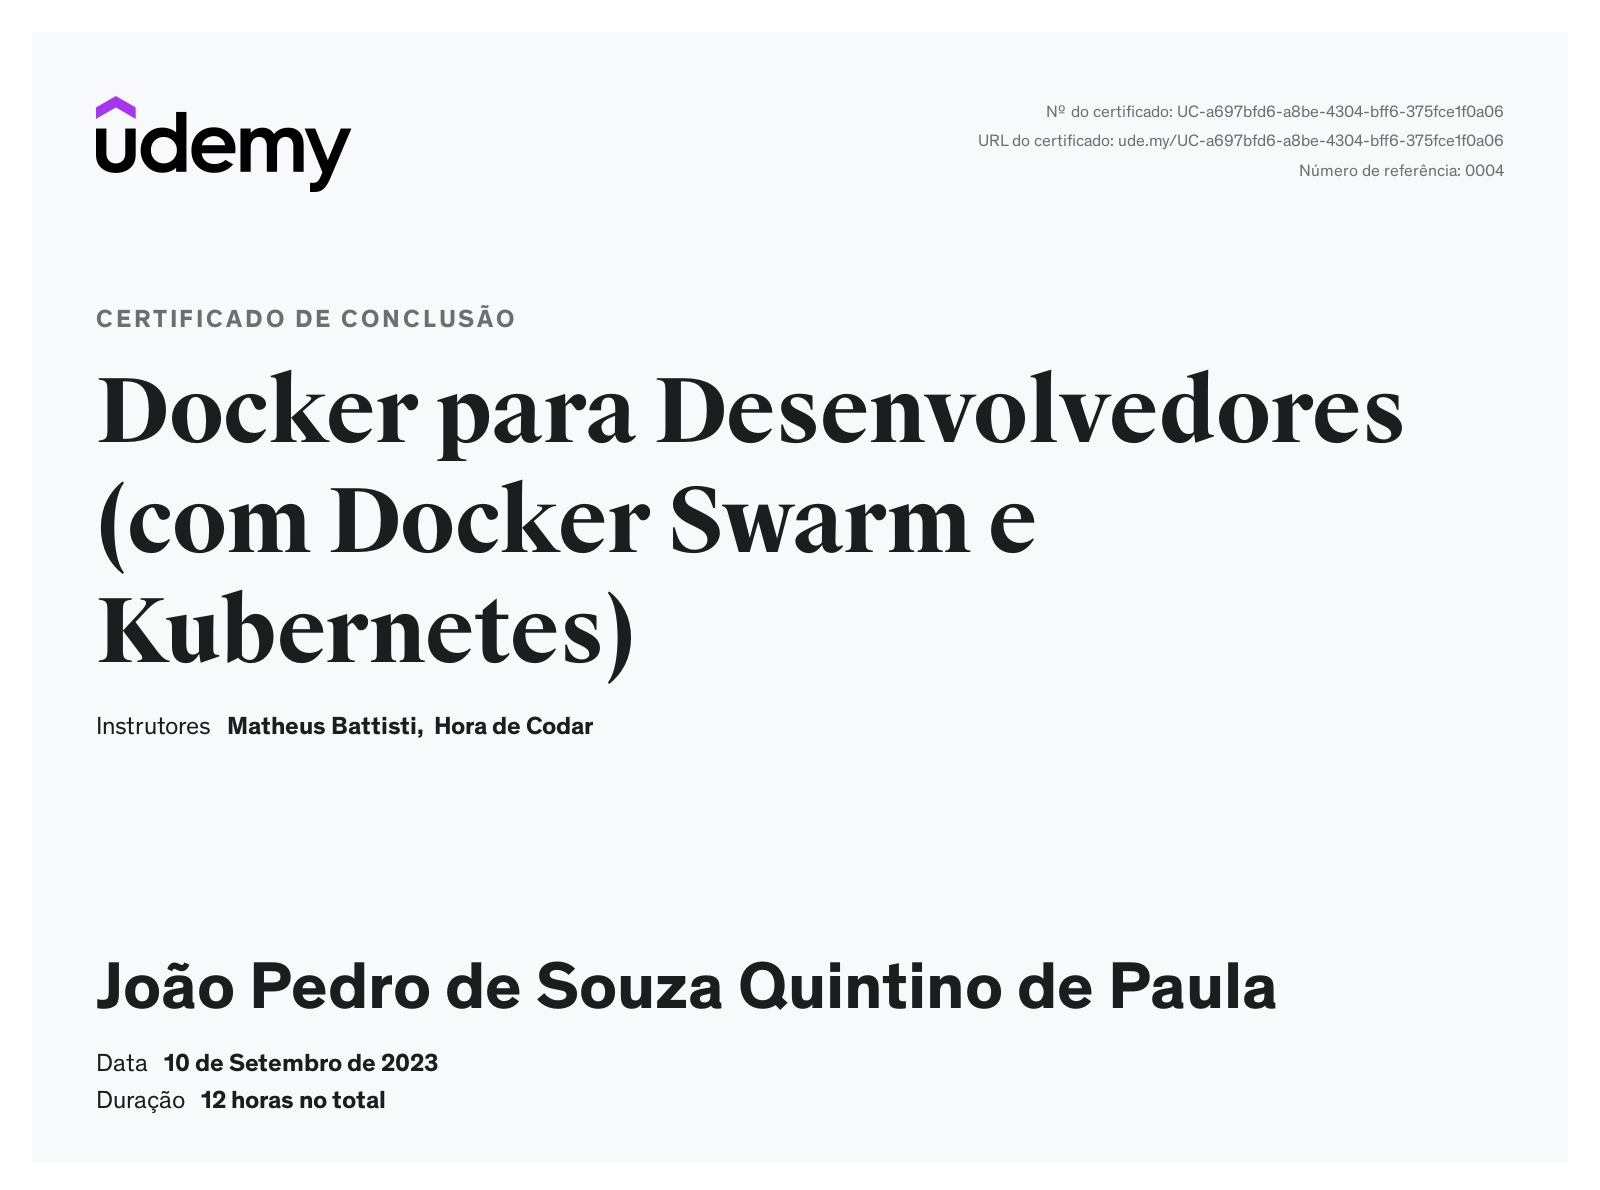 udemy
Nº do certificado: UC-a697bfd6-a8be-4304-bff6-375fce1f0a06
URL do certificado: ude.my/UC-a697bfd6-a8be-4304-bff6-375fce1f0a06
Número de referência: 0004
CERTIFICADO DE CONCLUSÃO
Docker para Desenvolvedores
(com Docker Swarm e
Kubernetes)
Instrutores Matheus Battisti, Hora de Codar
João Pedro de Souza Quintino de Paula
Data 10 de Setembro de 2023
Duração 12 horas no total